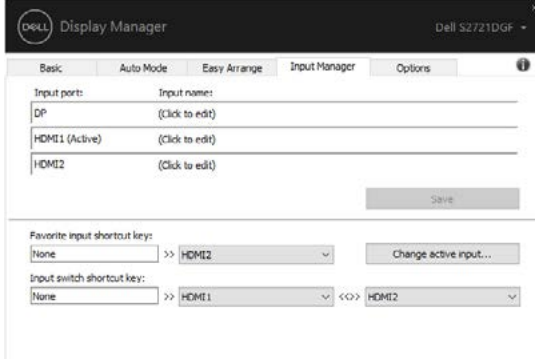 DELL Display Manager Dell S2721DGF
Basic Auto Mode Easy Arrange Input Manager Options
Input port: Input name:
DP (Click to edit)
HDMI1 (Active) (Click to edit)
HDMI2 (Click to edit)
Save
Favorite input shortcut key:
None >> HDMI2 Change active input...
Input switch shortcut key:
None >> HDMI1 <<>> HDMI2